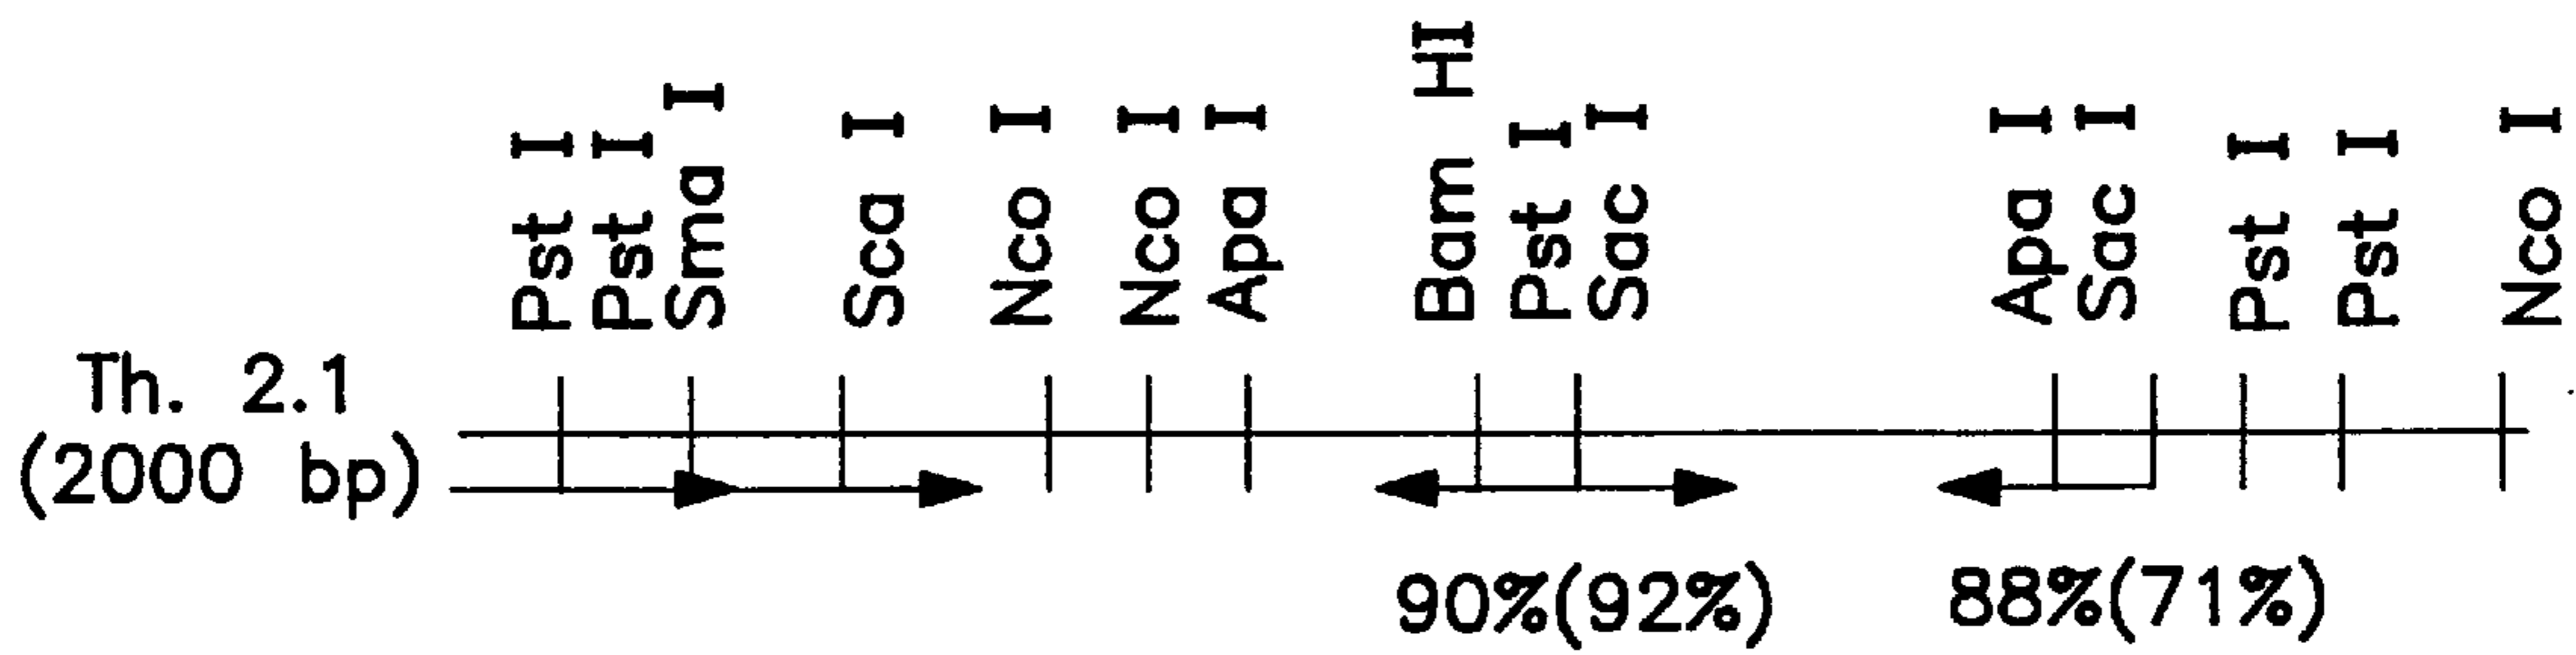 Pst I
Pst I
Sma I
Sca I
Nco I
Nco I
Apa I
Bam HI
Pst I
Sac I
Apa I
Sac I
Pst I
Pst I
Nco I
Th. 2.1
(2000 bp)
90%(92%)
88%(71%)